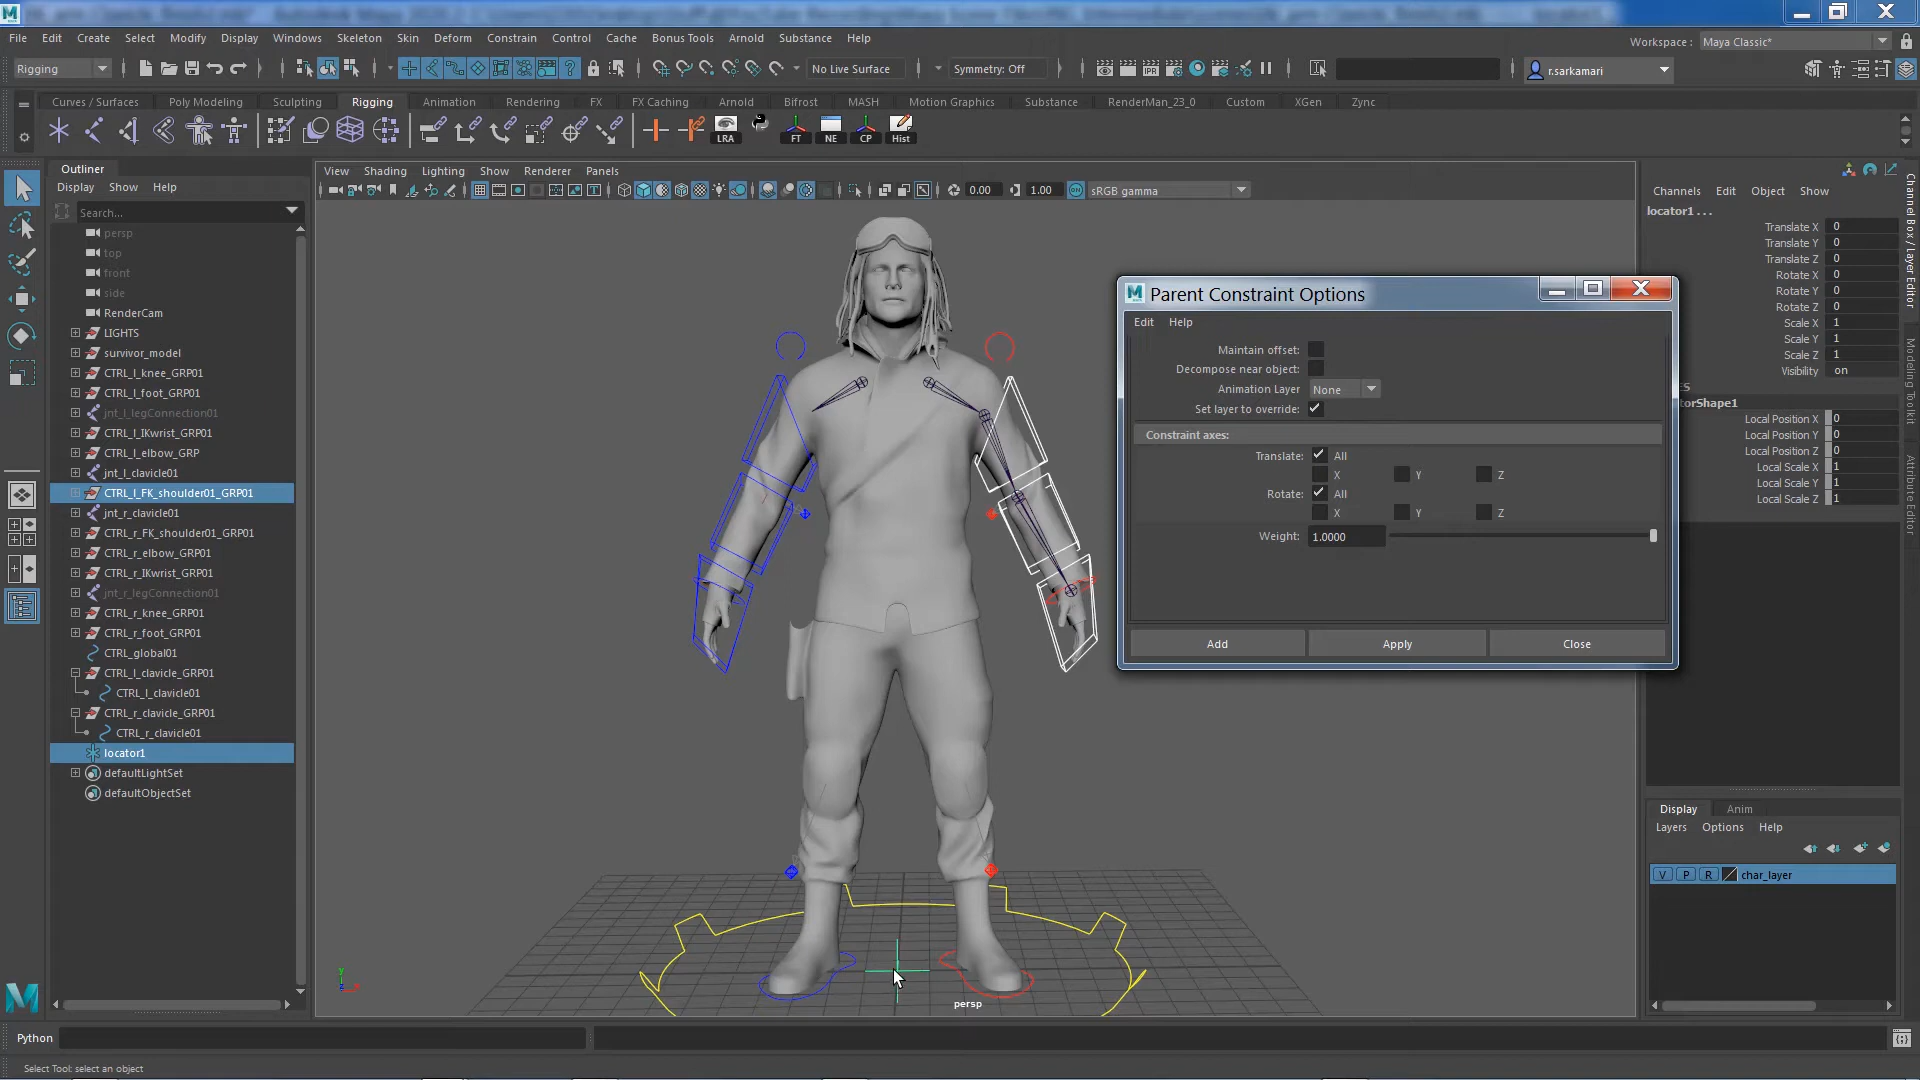 File Edit Create Select Modify Display Windows Skeleton Skin Deform Constrain Control Cache Bonus Tools Arnold Substance Help
Workspace : Maya Classic*
Rigging No Live Surface Symmetry: Off r.sarkamari
Curves / Surfaces Poly Modeling Sculpting Rigging Animation Rendering FX FX Caching Arnold Bifrost MASH Motion Graphics Substance RenderMan_23_0 Custom XGen Zync
LRA FT NE CP Hist
Outliner
Display Show Help
Search...
persp
top
front
side
RenderCam
LIGHTS
survivor_model
CTRL_l_knee_GRP01
CTRL_l_foot_GRP01
jnt_l_legConnection01
CTRL_l_IKwrist_GRP01
CTRL_l_elbow_GRP
jnt_l_clavicle01
CTRL_l_FK_shoulder01_GRP01
jnt_r_clavicle01
CTRL_r_FK_shoulder01_GRP01
CTRL_r_elbow_GRP01
CTRL_r_IKwrist_GRP01
jnt_r_legConnection01
CTRL_r_knee_GRP01
CTRL_r_foot_GRP01
CTRL_global01
CTRL_l_clavicle_GRP01
CTRL_l_clavicle01
CTRL_r_clavicle_GRP01
CTRL_r_clavicle01
locator1
defaultLightSet
defaultObjectSet
View Shading Lighting Show Renderer Panels
0.00 1.00 sRGB gamma
persp
Parent Constraint Options
Edit Help
Maintain offset:
Decompose near object:
Animation Layer None
Set layer to override:
Constraint axes:
Translate: All
X Y Z
Rotate: All
X Y Z
Weight: 1.0000
Add Apply Close
Channels Edit Object Show
locator1 . . .
Translate X 0
Translate Y 0
Translate Z 0
Rotate X 0
Rotate Y 0
Rotate Z 0
Scale X 1
Scale Y 1
Scale Z 1
Visibility on
Local Position X 0
Local Position Y 0
Local Position Z 0
Local Scale X 1
Local Scale Y 1
Local Scale Z 1
Channel Box / Layer Editor
Modeling Toolkit
Attribute Editor
Display Anim
Layers Options Help
V P R char_layer
Python
Select Tool: select an object